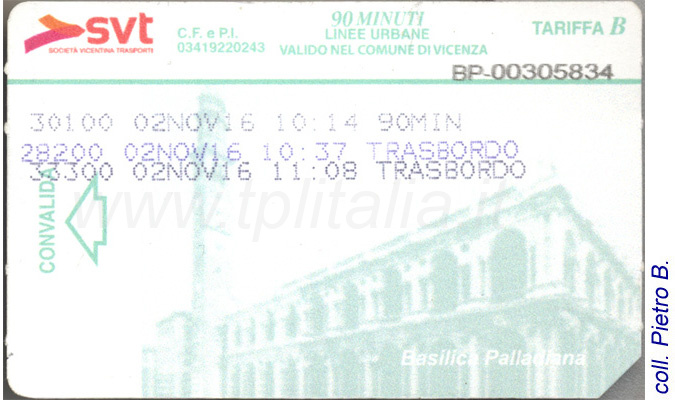 svt
SOCIETÀ VICENTINA TRASPORTI
C.F. e P.I.
03419220243
90 MINUTI
LINEE URBANE
VALIDO NEL COMUNE DI VICENZA
TARIFFA B
BP-00305834
30100 02NOV16 10:14 90MIN
28200 02NOV16 10:37 TRASBORDO
33300 02NOV16 11:08 TRASBORDO
CONVALIDA
www.tplitalia.it
Basilica Palladiana
coll. Pietro B.